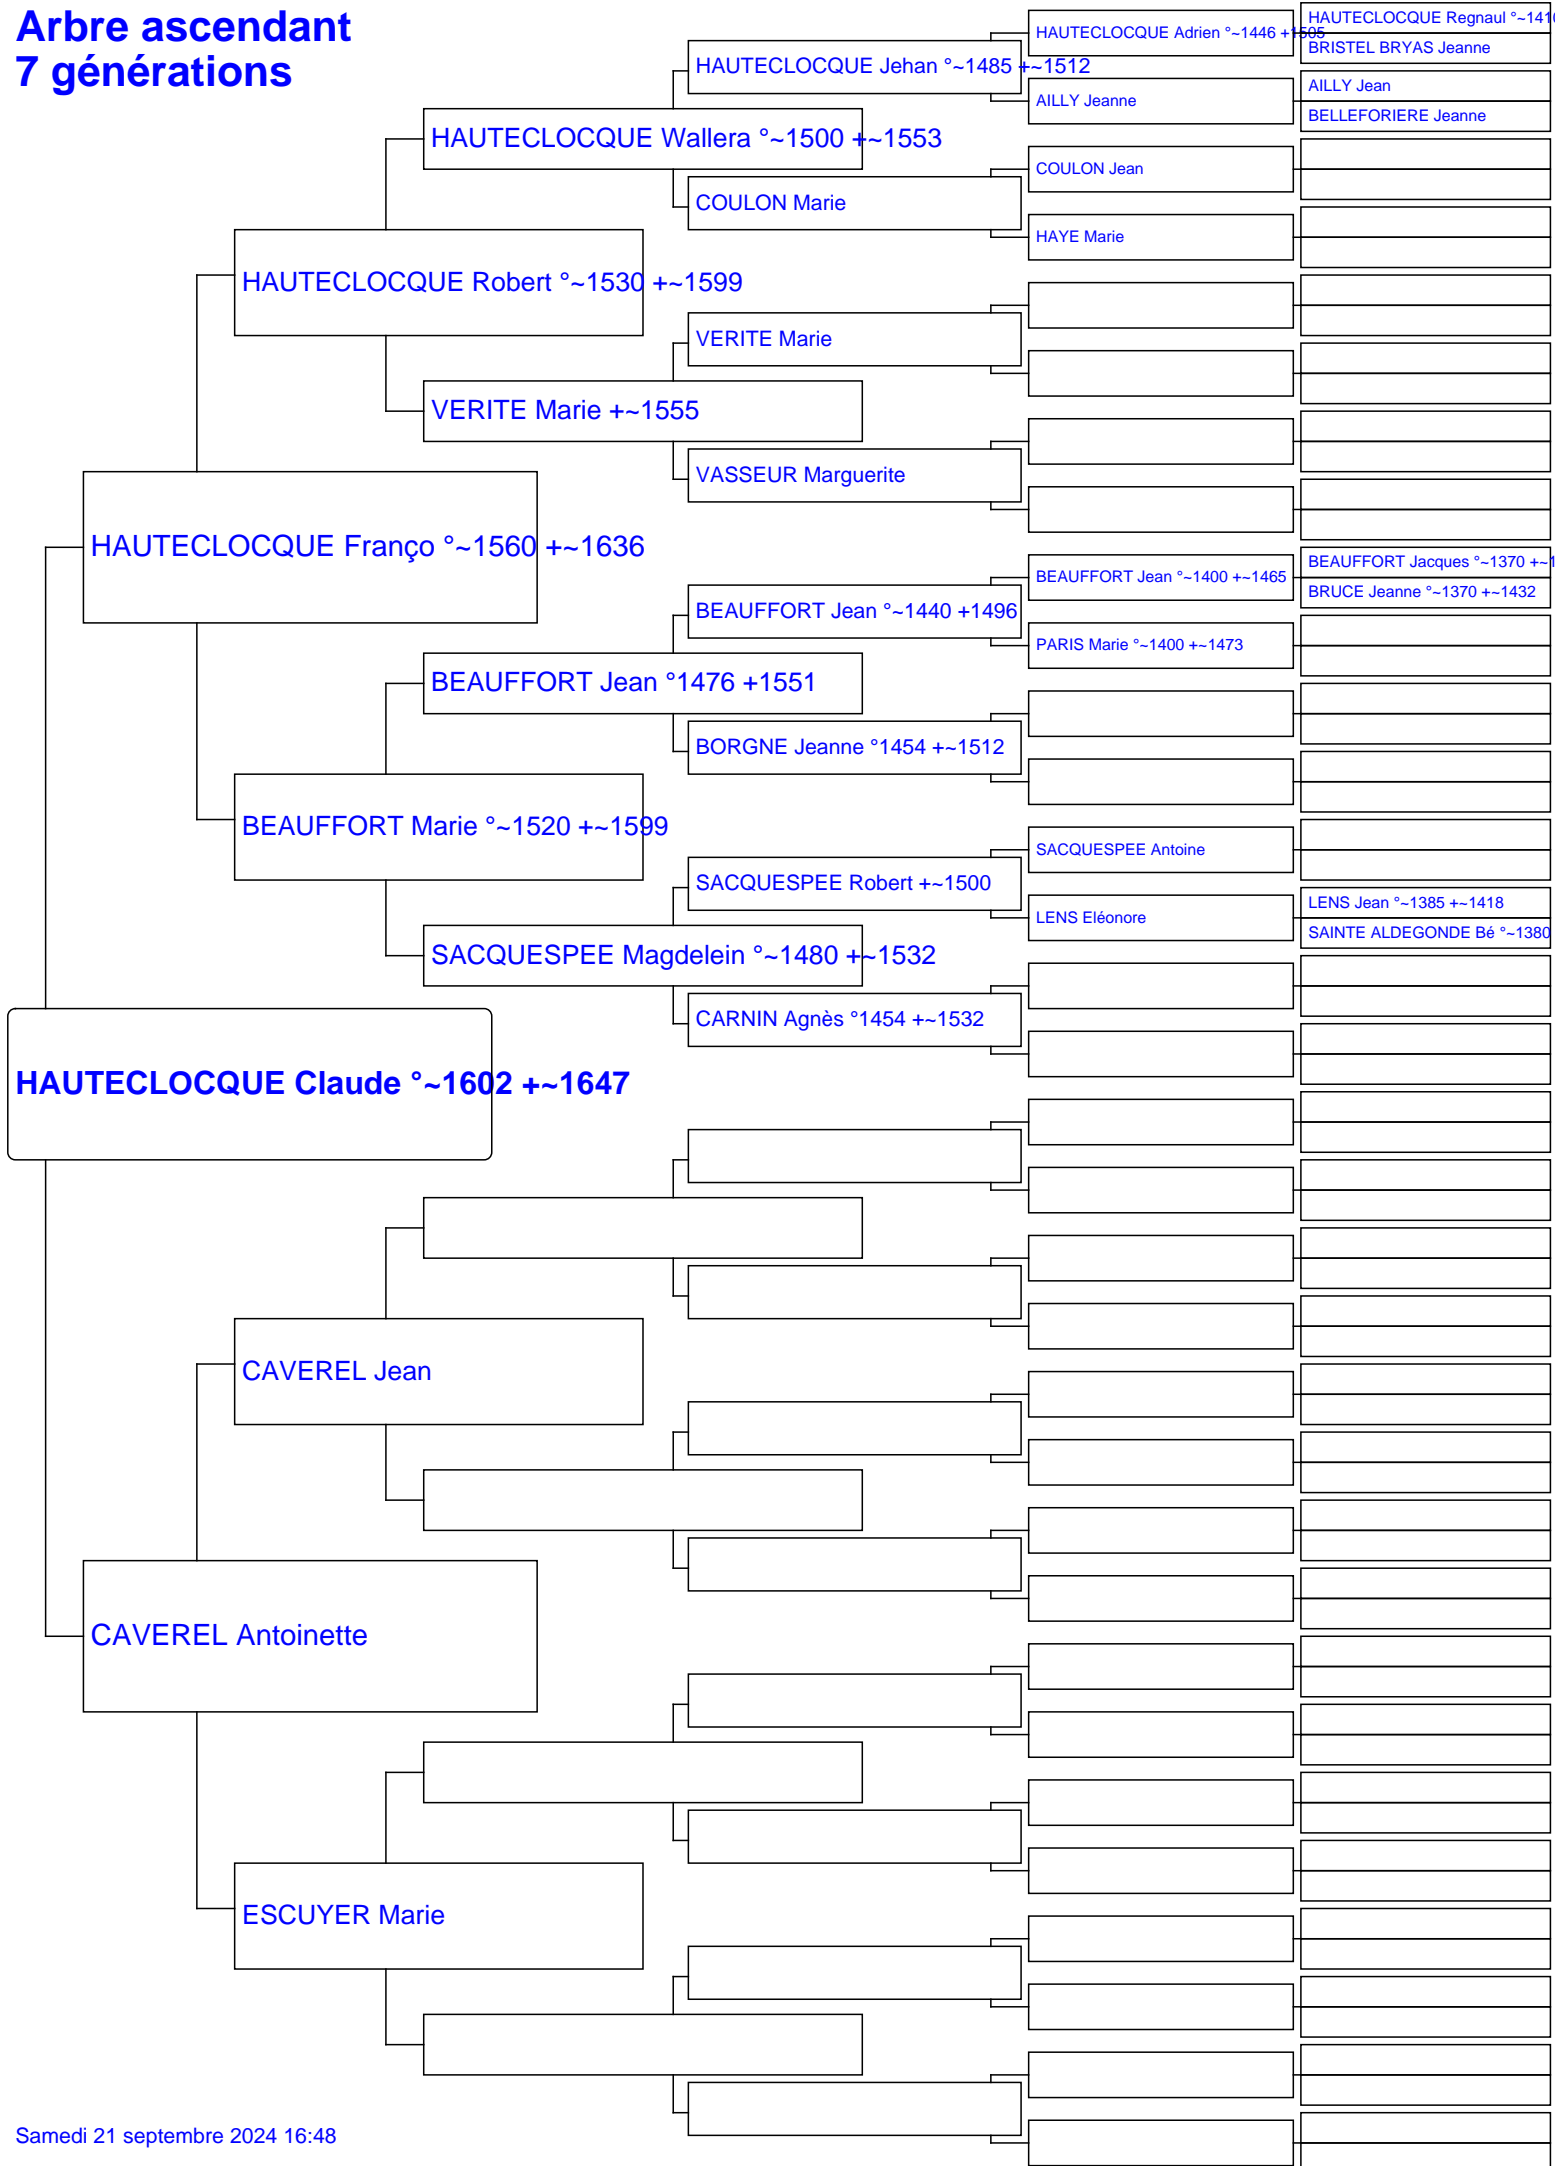 Arbre ascendant
7 générations
HAUTECLOCQUE Regnaul °~141
HAUTECLOCQUE Adrien °~1446 +1505
BRISTEL BRYAS Jeanne
HAUTECLOCQUE Jehan °~1485 +~1512
AILLY Jean
AILLY Jeanne
BELLEFORIERE Jeanne
HAUTECLOCQUE Wallera °~1500 +~1553
COULON Jean
COULON Marie
HAYE Marie
HAUTECLOCQUE Robert °~1530 +~1599
VERITE Marie
VERITE Marie +~1555
VASSEUR Marguerite
HAUTECLOCQUE Franço °~1560 +~1636
BEAUFFORT Jacques °~1370 +~1
BEAUFFORT Jean °~1400 +~1465
BRUCE Jeanne °~1370 +~1432
BEAUFFORT Jean °~1440 +1496
PARIS Marie °~1400 +~1473
BEAUFFORT Jean °1476 +1551
BORGNE Jeanne °1454 +~1512
BEAUFFORT Marie °~1520 +~1599
SACQUESPEE Antoine
SACQUESPEE Robert +~1500
LENS Jean °~1385 +~1418
LENS Eléonore
SAINTE ALDEGONDE Bé °~1380
SACQUESPEE Magdelein °~1480 +~1532
CARNIN Agnès °1454 +~1532
HAUTECLOCQUE Claude °~1602 +~1647
CAVEREL Jean
CAVEREL Antoinette
ESCUYER Marie
Samedi 21 septembre 2024 16:48